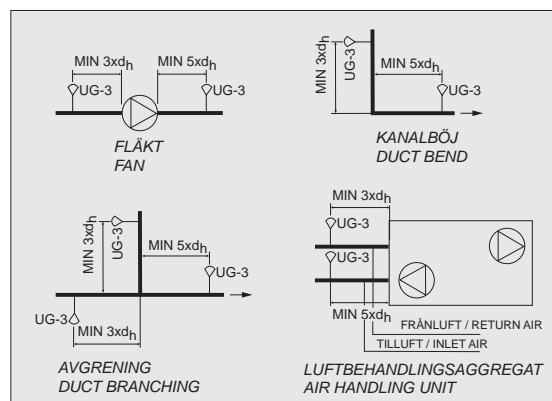 MIN 3xdh
MIN 5xdh
UG-3
UG-3
FLÄKT
FAN
MIN 3xdh
UG-3
MIN 5xdh
UG-3
KANALBÖJ
DUCT BEND
MIN 3xdh
UG-3
MIN 5xdh
UG-3
UG-3
MIN 3xdh
AVGRENING
DUCT BRANCHING
MIN 3xdh
UG-3
UG-3
MIN 5xdh
FRÅNLUFT / RETURN AIR
TILLUFT / INLET AIR
LUFTBEHANDLINGSAGGREGAT
AIR HANDLING UNIT